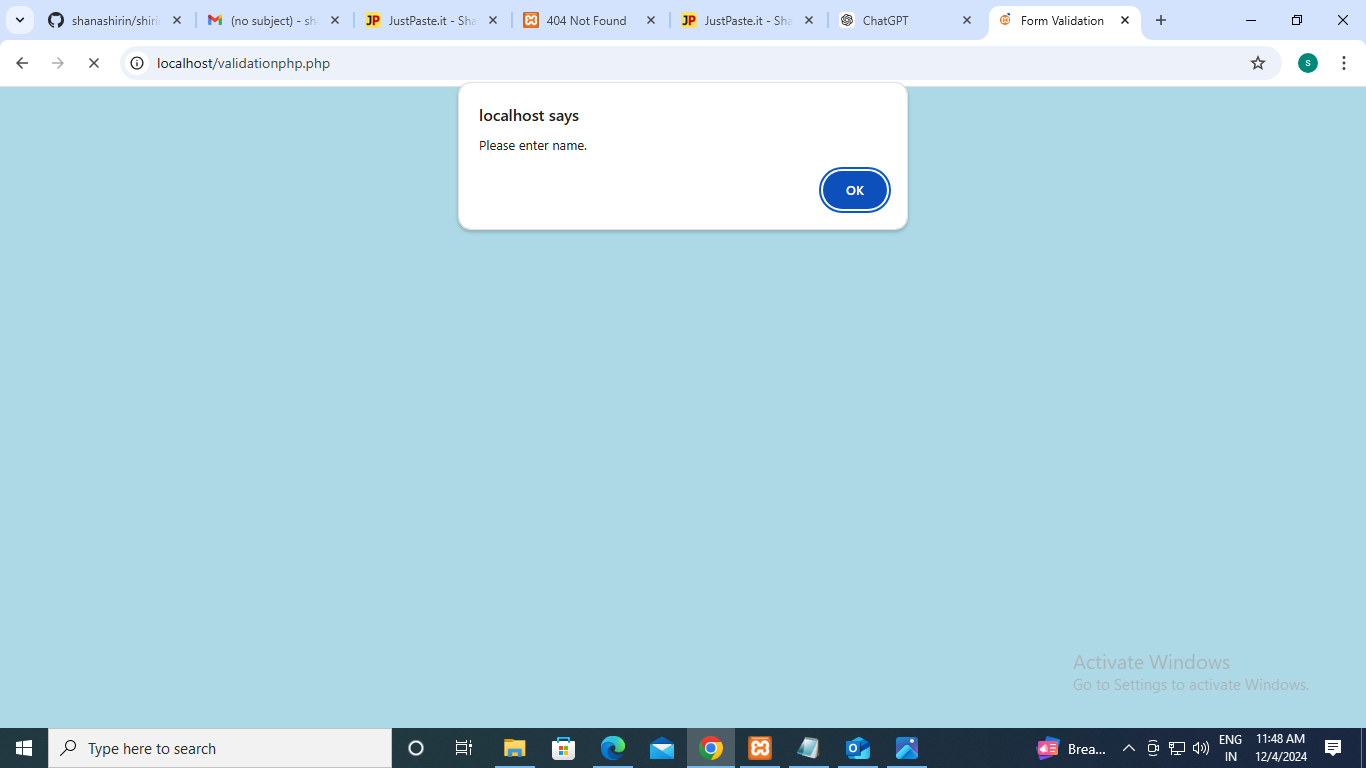 shanashirin/shiri
(no subject) - sha
JustPaste.it - Sha
404 Not Found
JustPaste.it - Sha
ChatGPT
Form Validation
localhost/validationphp.php
s
localhost says
Please enter name.
OK
Activate Windows
Go to Settings to activate Windows.
Type here to search
Brea...
ENG
IN
11:48 AM
12/4/2024